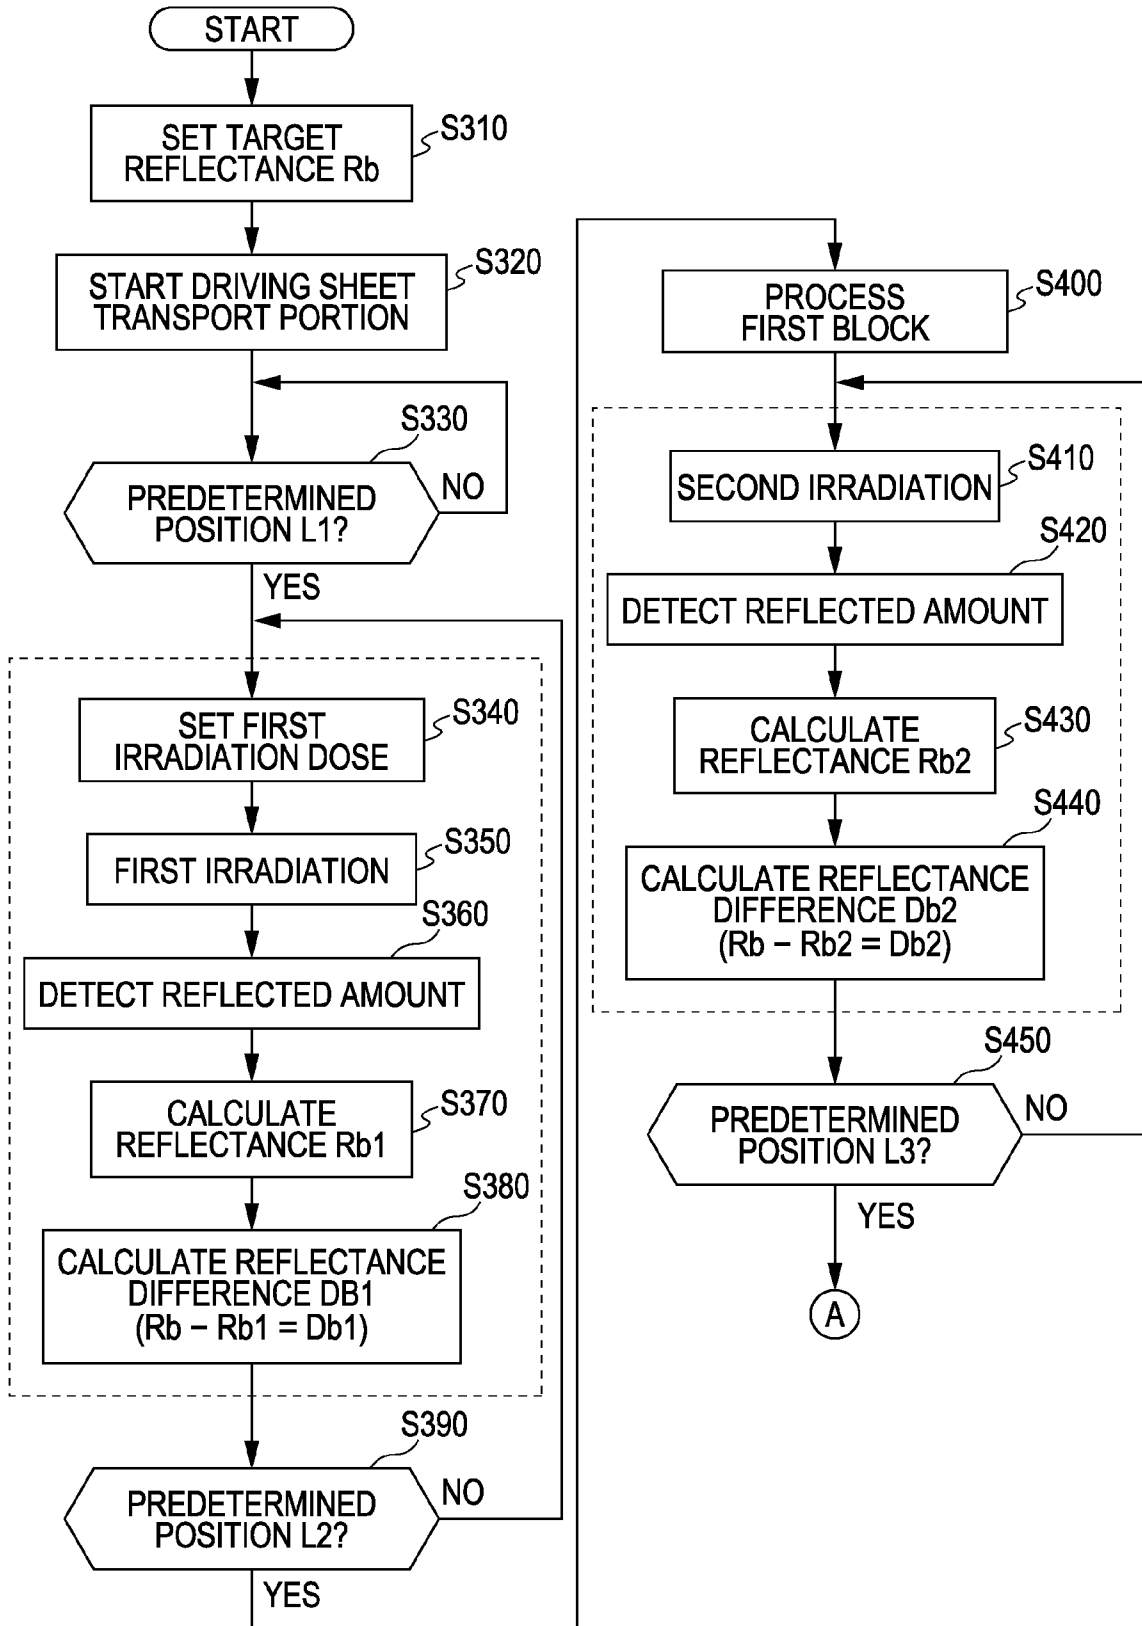 START
SET TARGET
REFLECTANCE Rb
S310
START DRIVING SHEET
TRANSPORT PORTION
S320
S330
PREDETERMINED
POSITION L1?
NO
YES
SET FIRST
IRRADIATION DOSE
S340
FIRST IRRADIATION
S350
S360
DETECT REFLECTED AMOUNT
CALCULATE
REFLECTANCE Rb1
S370
S380
CALCULATE REFLECTANCE
DIFFERENCE DB1
(Rb – Rb1 = Db1)
S390
PREDETERMINED
POSITION L2?
NO
YES
PROCESS
FIRST BLOCK
S400
SECOND IRRADIATION
S410
S420
DETECT REFLECTED AMOUNT
CALCULATE
REFLECTANCE Rb2
S430
S440
CALCULATE REFLECTANCE
DIFFERENCE Db2
(Rb – Rb2 = Db2)
S450
PREDETERMINED
POSITION L3?
NO
YES
A